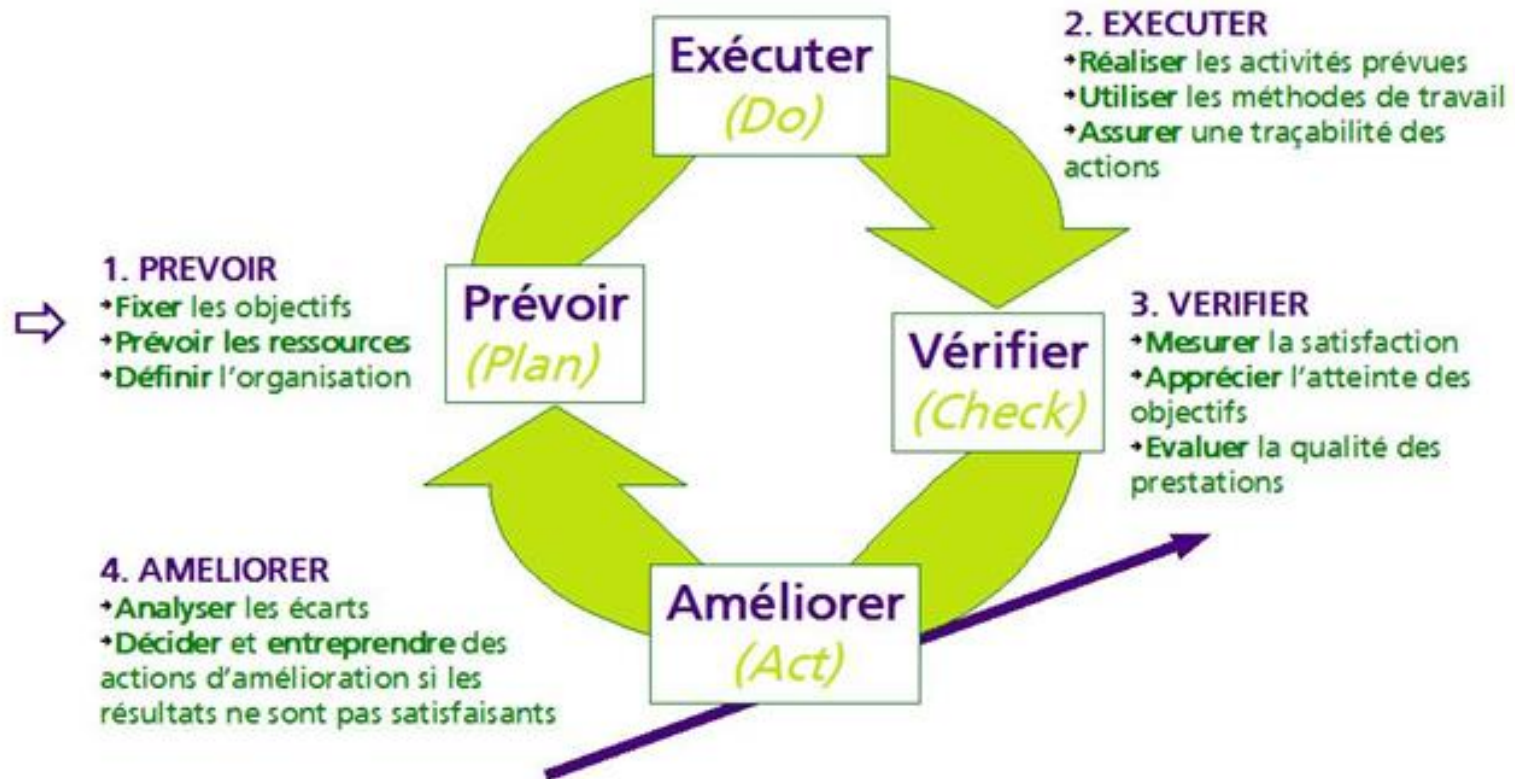 Exécuter
(Do)
2. EXECUTER
➔Réaliser les activités prévues
➔Utiliser les méthodes de travail
➔Assurer une traçabilité des
actions
1. PREVOIR
➔Fixer les objectifs
➔Prévoir les ressources
➔Définir l'organisation
Prévoir
(Plan)
Vérifier
(Check)
3. VERIFIER
➔Mesurer la satisfaction
➔Apprécier l'atteinte des
objectifs
➔Evaluer la qualité des
prestations
4. AMELIORER
➔Analyser les écarts
➔Décider et entreprendre des
actions d'amélioration si les
résultats ne sont pas satisfaisants
Améliorer
(Act)